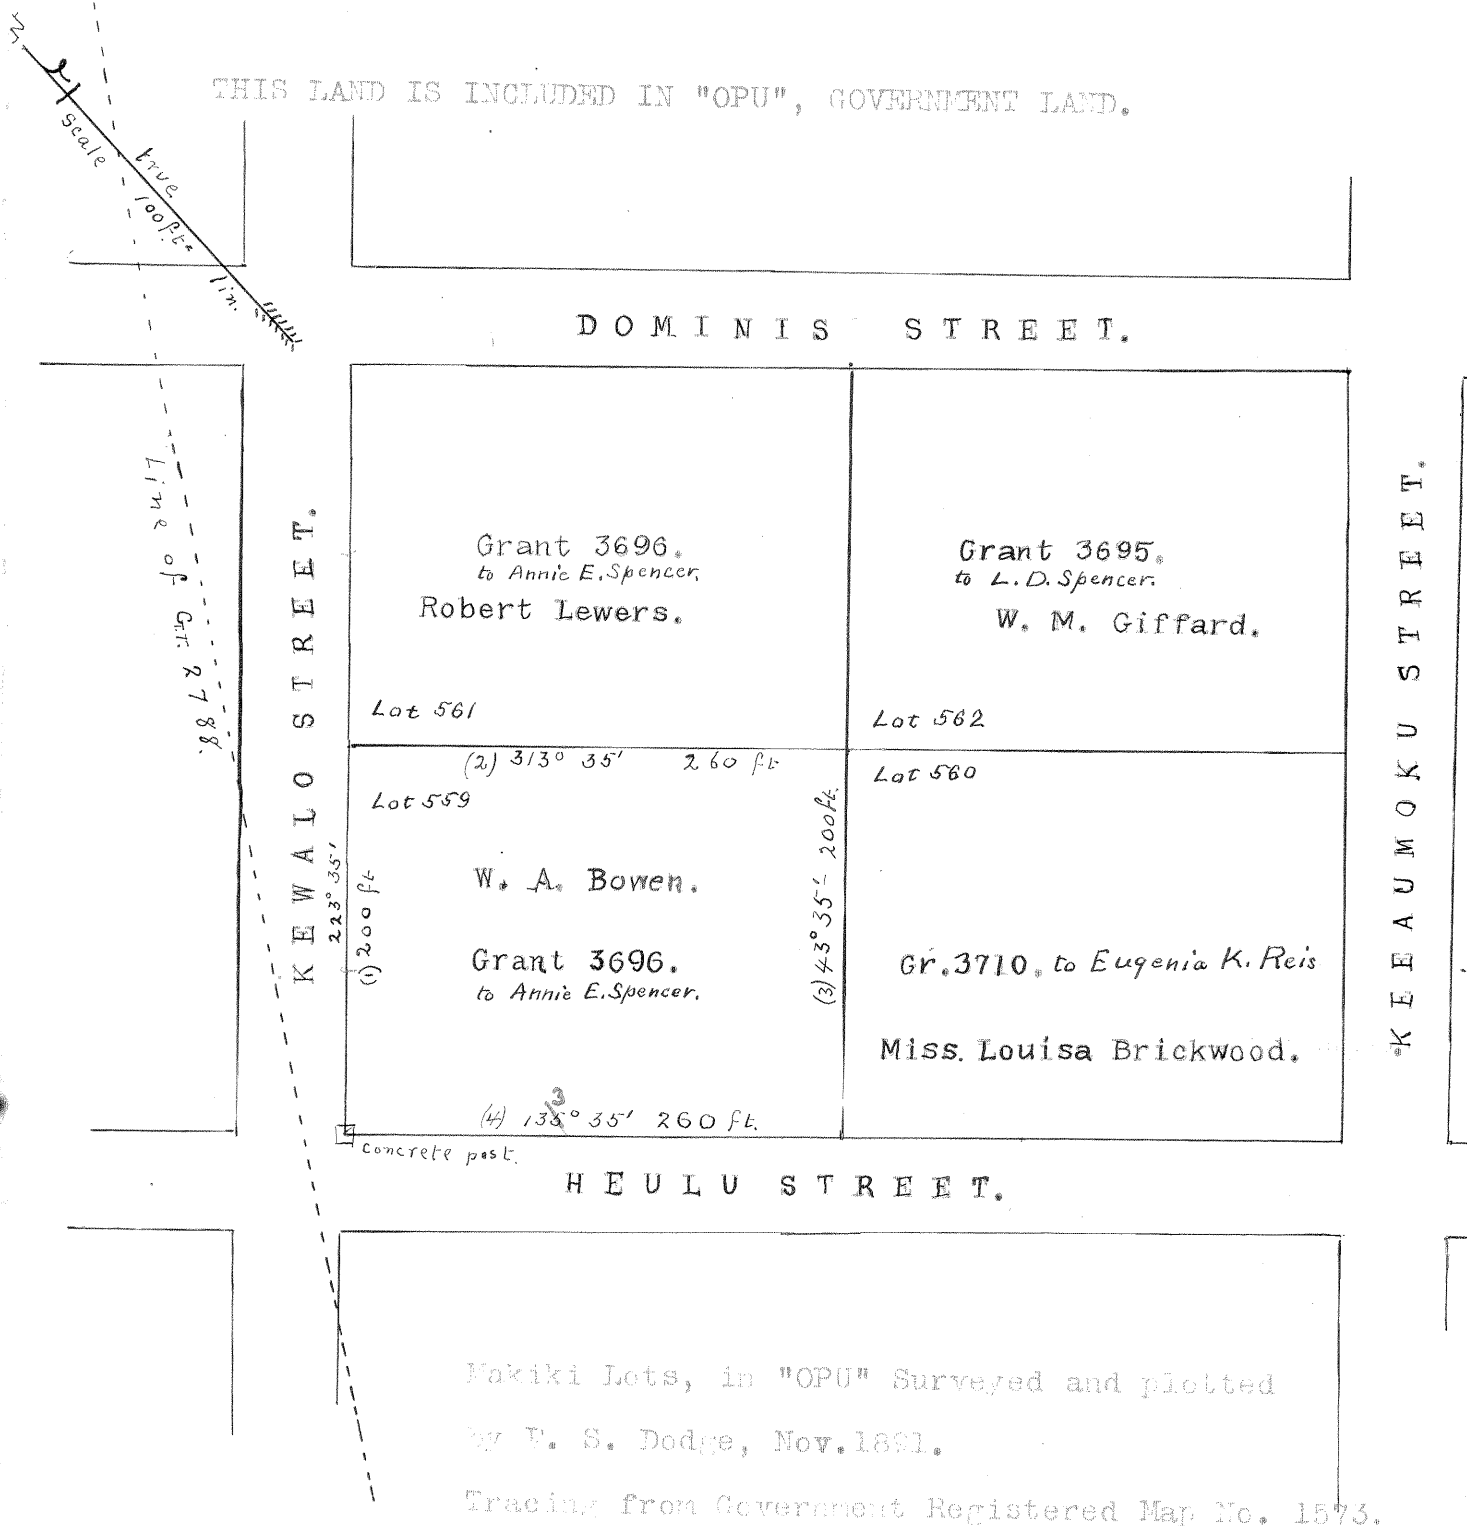 THIS LAND IS INCLUDED IN "OPU", GOVERNMENT LAND.
true
scale 100ft.= 1in.
DOMINIS STREET.
Line of Gr. 2788.
KEWALO STREET.
KEEAUMOKU STREET.
Grant 3696.
to Annie E. Spencer.
Robert Lewers.
Lot 561
Grant 3695.
to L. D. Spencer.
W. M. Giffard.
Lot 562
(2) 313° 35' 260 ft
Lot 559
223° 35'
(1) 200 ft
W. A. Bowen.
Grant 3696.
to Annie E. Spencer.
(3) 43° 35' - 200 ft.
Lot 560
Gr. 3710. to Eugenia K. Reis
Miss. Louisa Brickwood.
3
(4) 135° 35' 260 ft.
concrete post.
HEULU STREET.
Makiki Lots, in "OPU" Surveyed and plotted
by F. S. Dodge, Nov. 1891.
Tracing from Government Registered Map No. 1573.